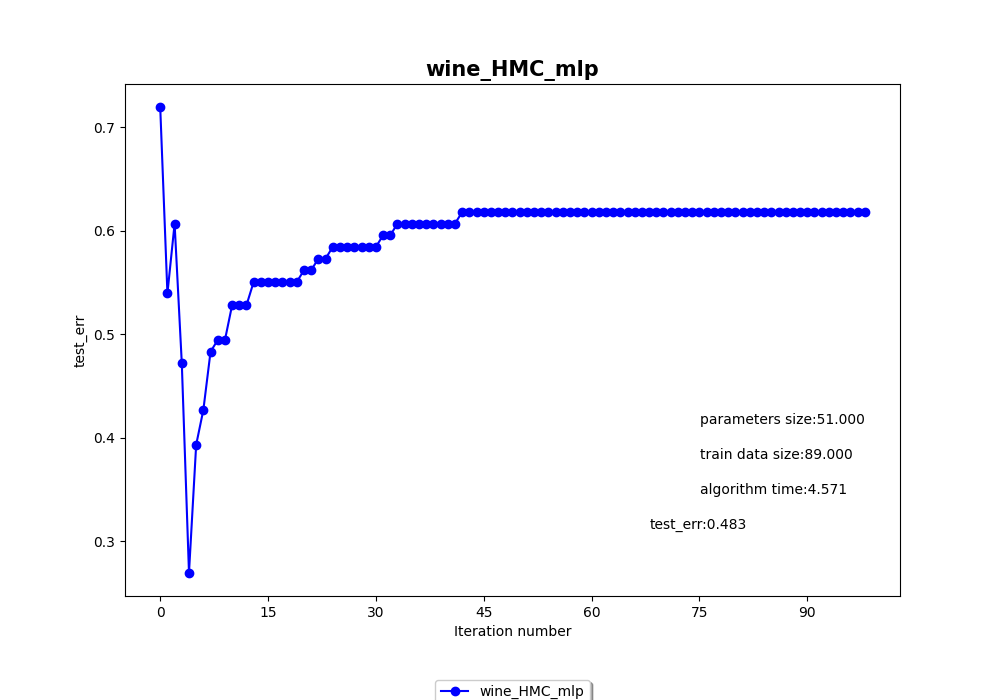 wine_HMC_mlp
0.7
0.6
0.5
0.4
0.3
test_err
parameters size:51.000
train data size:89.000
algorithm time:4.571
test_err:0.483
0 15 30 45 60 75 90
Iteration number
wine_HMC_mlp